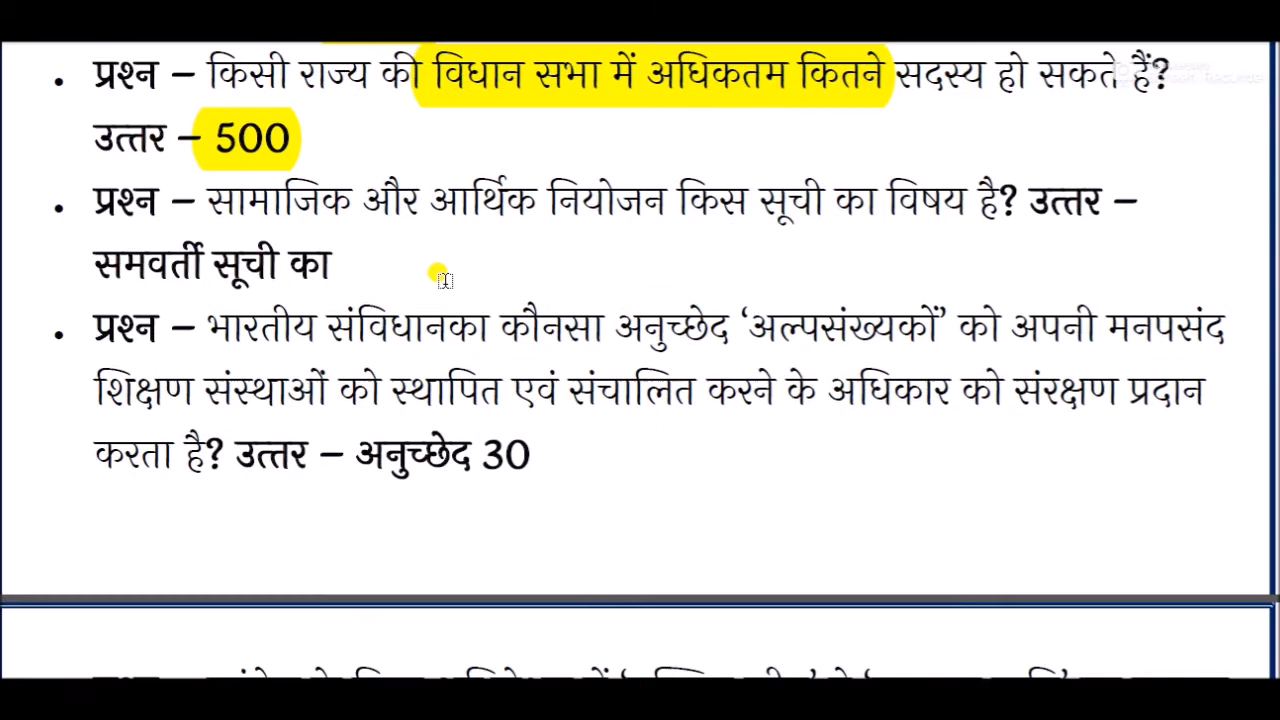 • प्रश्न – किसी राज्य की विधान सभा में अधिकतम कितने सदस्य हो सकते हैं?
उत्तर – 500
• प्रश्न – सामाजिक और आर्थिक नियोजन किस सूची का विषय है? उत्तर –
समवर्ती सूची का
• प्रश्न – भारतीय संविधानका कौनसा अनुच्छेद ‘अल्पसंख्यकों’ को अपनी मनपसंद
शिक्षण संस्थाओं को स्थापित एवं संचालित करने के अधिकार को संरक्षण प्रदान
करता है? उत्तर – अनुच्छेद 30